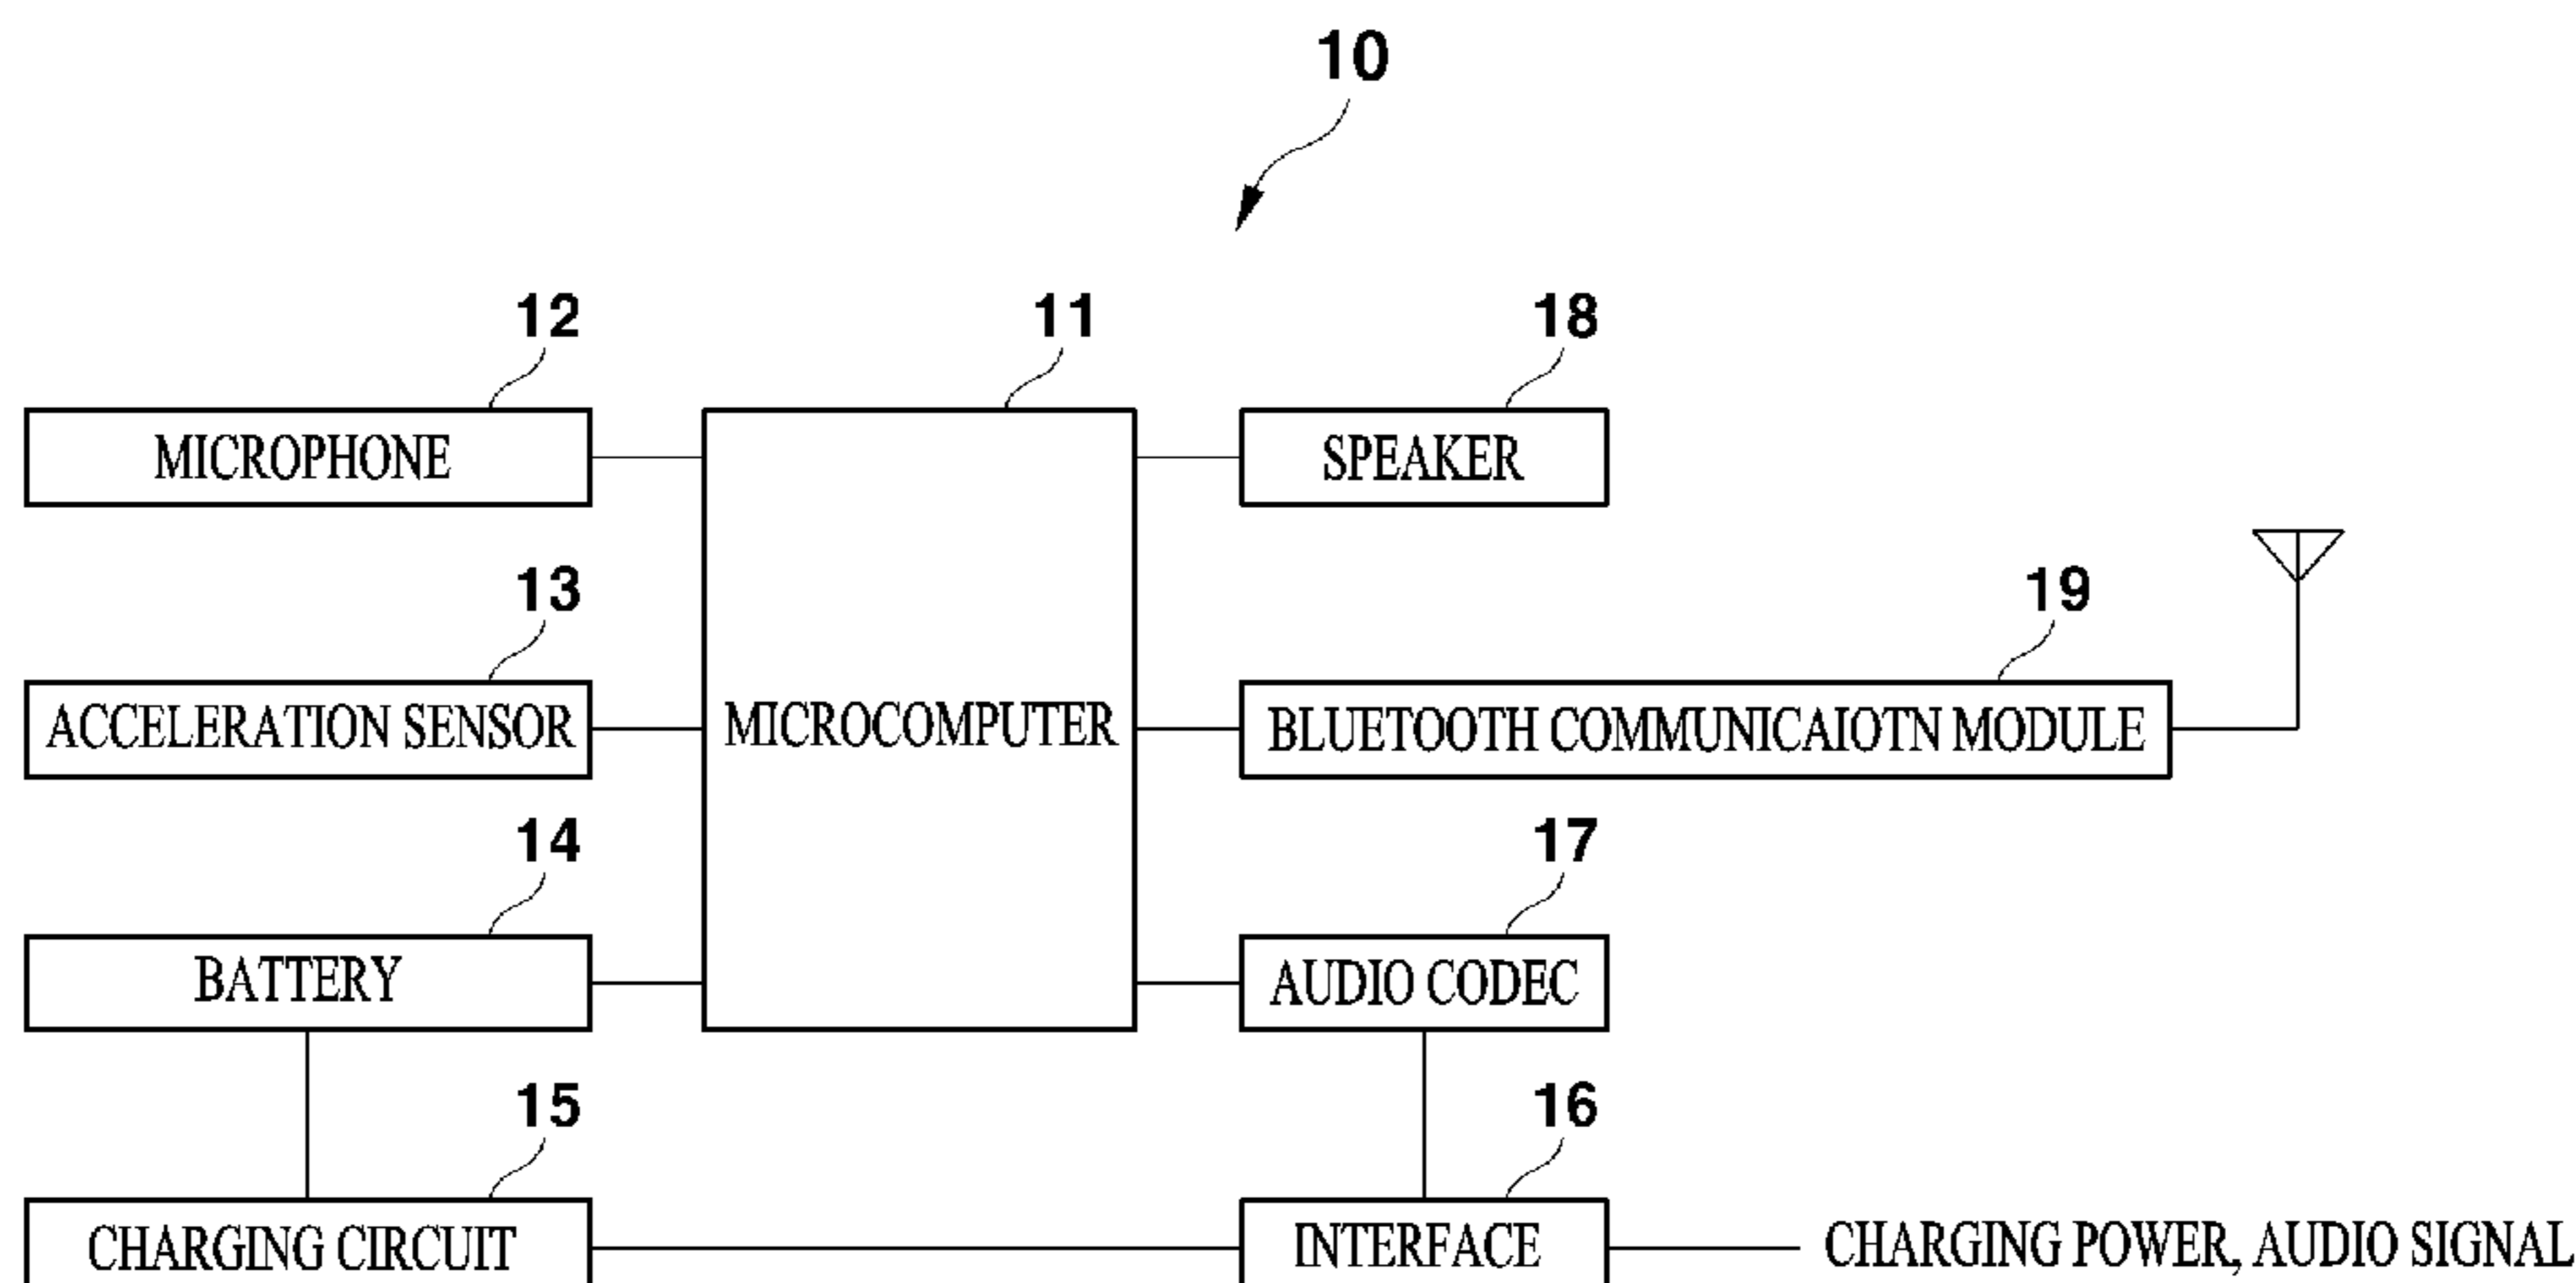 10
12
11
18
MICROPHONE
SPEAKER
13
19
ACCELERATION SENSOR
MICROCOMPUTER
BLUETOOTH COMMUNICAIOTN MODULE
14
17
BATTERY
AUDIO CODEC
15
16
CHARGING CIRCUIT
INTERFACE
CHARGING POWER, AUDIO SIGNAL